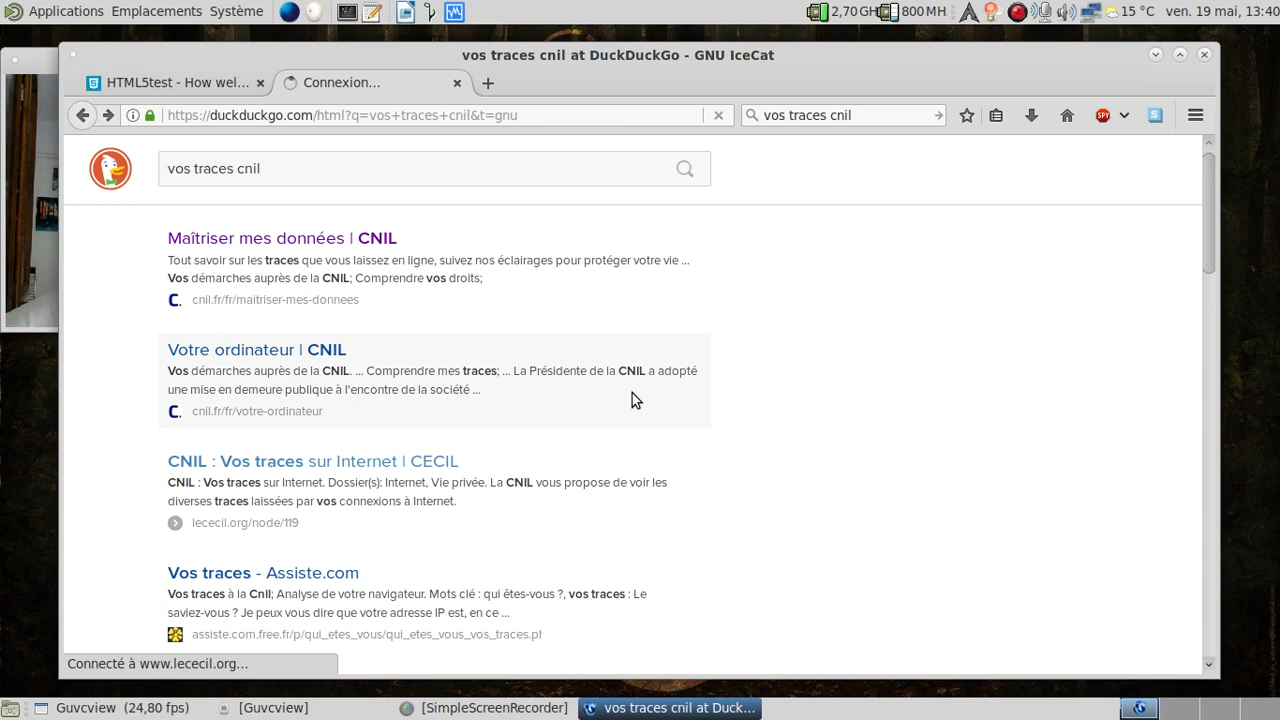 Applications Emplacements Système 2,70 GH 800 MH 15 °C ven. 19 mai, 13:40
vos traces cnil at DuckDuckGo - GNU IceCat
HTML5test - How wel... Connexion...
https://duckduckgo.com/html?q=vos+traces+cnil&t=gnu vos traces cnil
vos traces cnil
Maîtriser mes données | CNIL
Tout savoir sur les traces que vous laissez en ligne, suivez nos éclairages pour protéger votre vie ...
Vos démarches auprès de la CNIL; Comprendre vos droits;
C. cnil.fr/fr/maitriser-mes-donnees
Votre ordinateur | CNIL
Vos démarches auprès de la CNIL. ... Comprendre mes traces; ... La Présidente de la CNIL a adopté
une mise en demeure publique à l'encontre de la société ...
C. cnil.fr/fr/votre-ordinateur
CNIL : Vos traces sur Internet | CECIL
CNIL : Vos traces sur Internet. Dossier(s): Internet, Vie privée. La CNIL vous propose de voir les
diverses traces laissées par vos connexions à Internet.
lececil.org/node/119
Vos traces - Assiste.com
Vos traces à la Cnil; Analyse de votre navigateur. Mots clé : qui êtes-vous ?, vos traces : Le
saviez-vous ? Je peux vous dire que votre adresse IP est, en ce ...
assiste.com.free.fr/p/qui_etes_vous/qui_etes_vous_vos_traces.pl
Connecté à www.lececil.org...
Guvcview (24,80 fps) [Guvcview] [SimpleScreenRecorder] vos traces cnil at Duck...